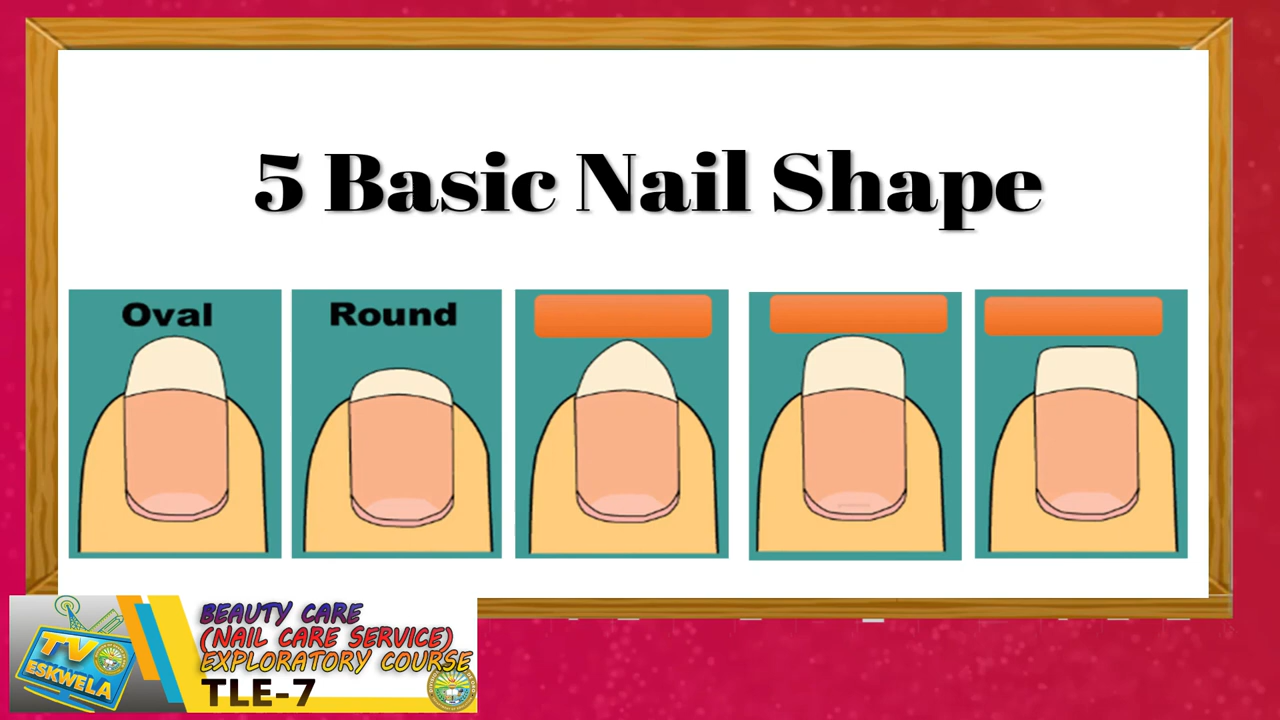 5 Basic Nail Shape
Oval
Round
BEAUTY CARE
(NAIL CARE SERVICE)
EXPLORATORY COURSE
TV
ESKWELA
TLE-7